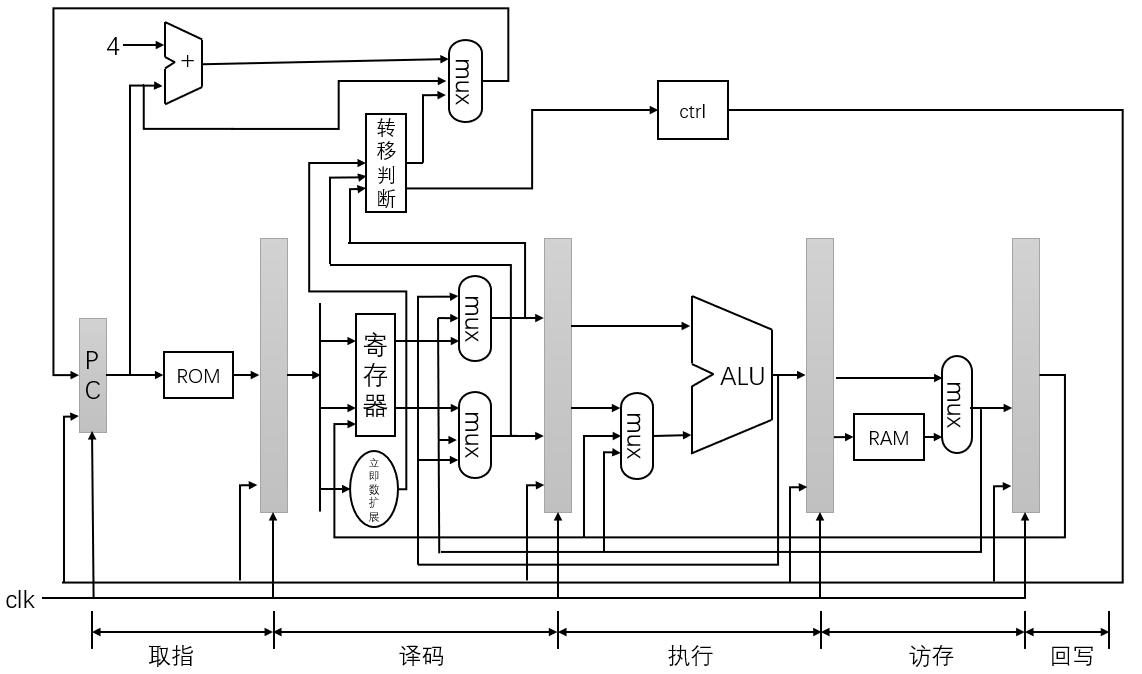 4
+
mux
ctrl
转移判断
PC
ROM
寄存器
立即数扩展
mux
mux
mux
ALU
RAM
mux
clk
取指
译码
执行
访存
回写